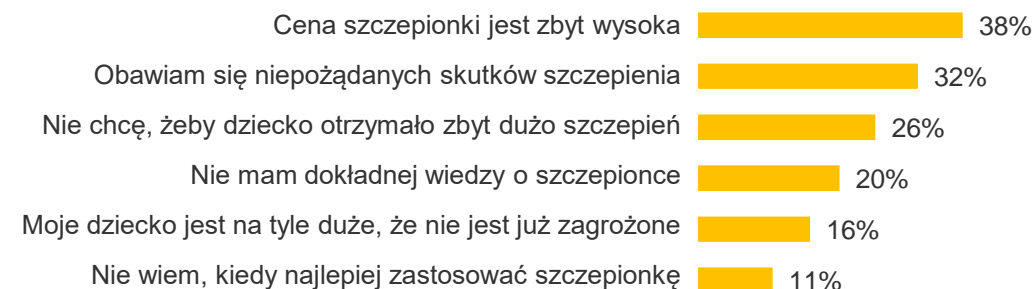 Cena szczepionki jest zbyt wysoka 38%
Obawiam się niepożądanych skutków szczepienia 32%
Nie chcę, żeby dziecko otrzymało zbyt dużo szczepień 26%
Nie mam dokładnej wiedzy o szczepionce 20%
Moje dziecko jest na tyle duże, że nie jest już zagrożone 16%
Nie wiem, kiedy najlepiej zastosować szczepionkę 11%